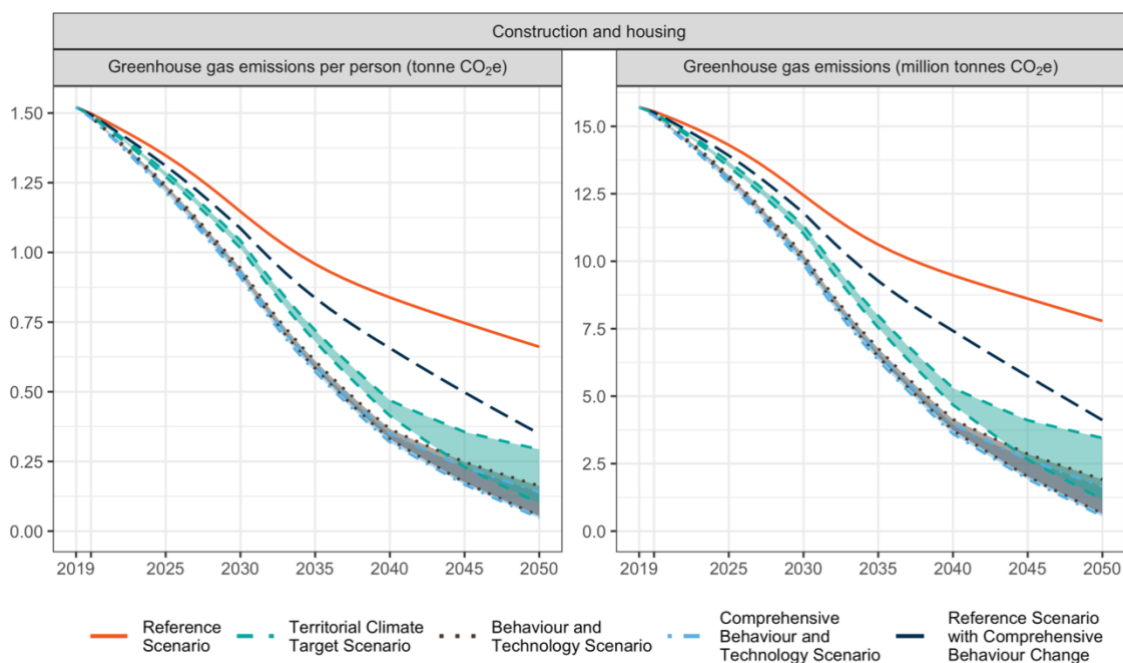 Construction and housing
Greenhouse gas emissions per person (tonne CO₂e)
Greenhouse gas emissions (million tonnes CO₂e)
1.50
1.25
1.00
0.75
0.50
0.25
0.00
2019
2025
2030
2035
2040
2045
2050
15.0
12.5
10.0
7.5
5.0
2.5
0.0
2019
2025
2030
2035
2040
2045
2050
Reference
Scenario
Territorial Climate
Target Scenario
Behaviour and
Technology Scenario
Comprehensive
Behaviour and
Technology Scenario
Reference Scenario
with Comprehensive
Behaviour Change